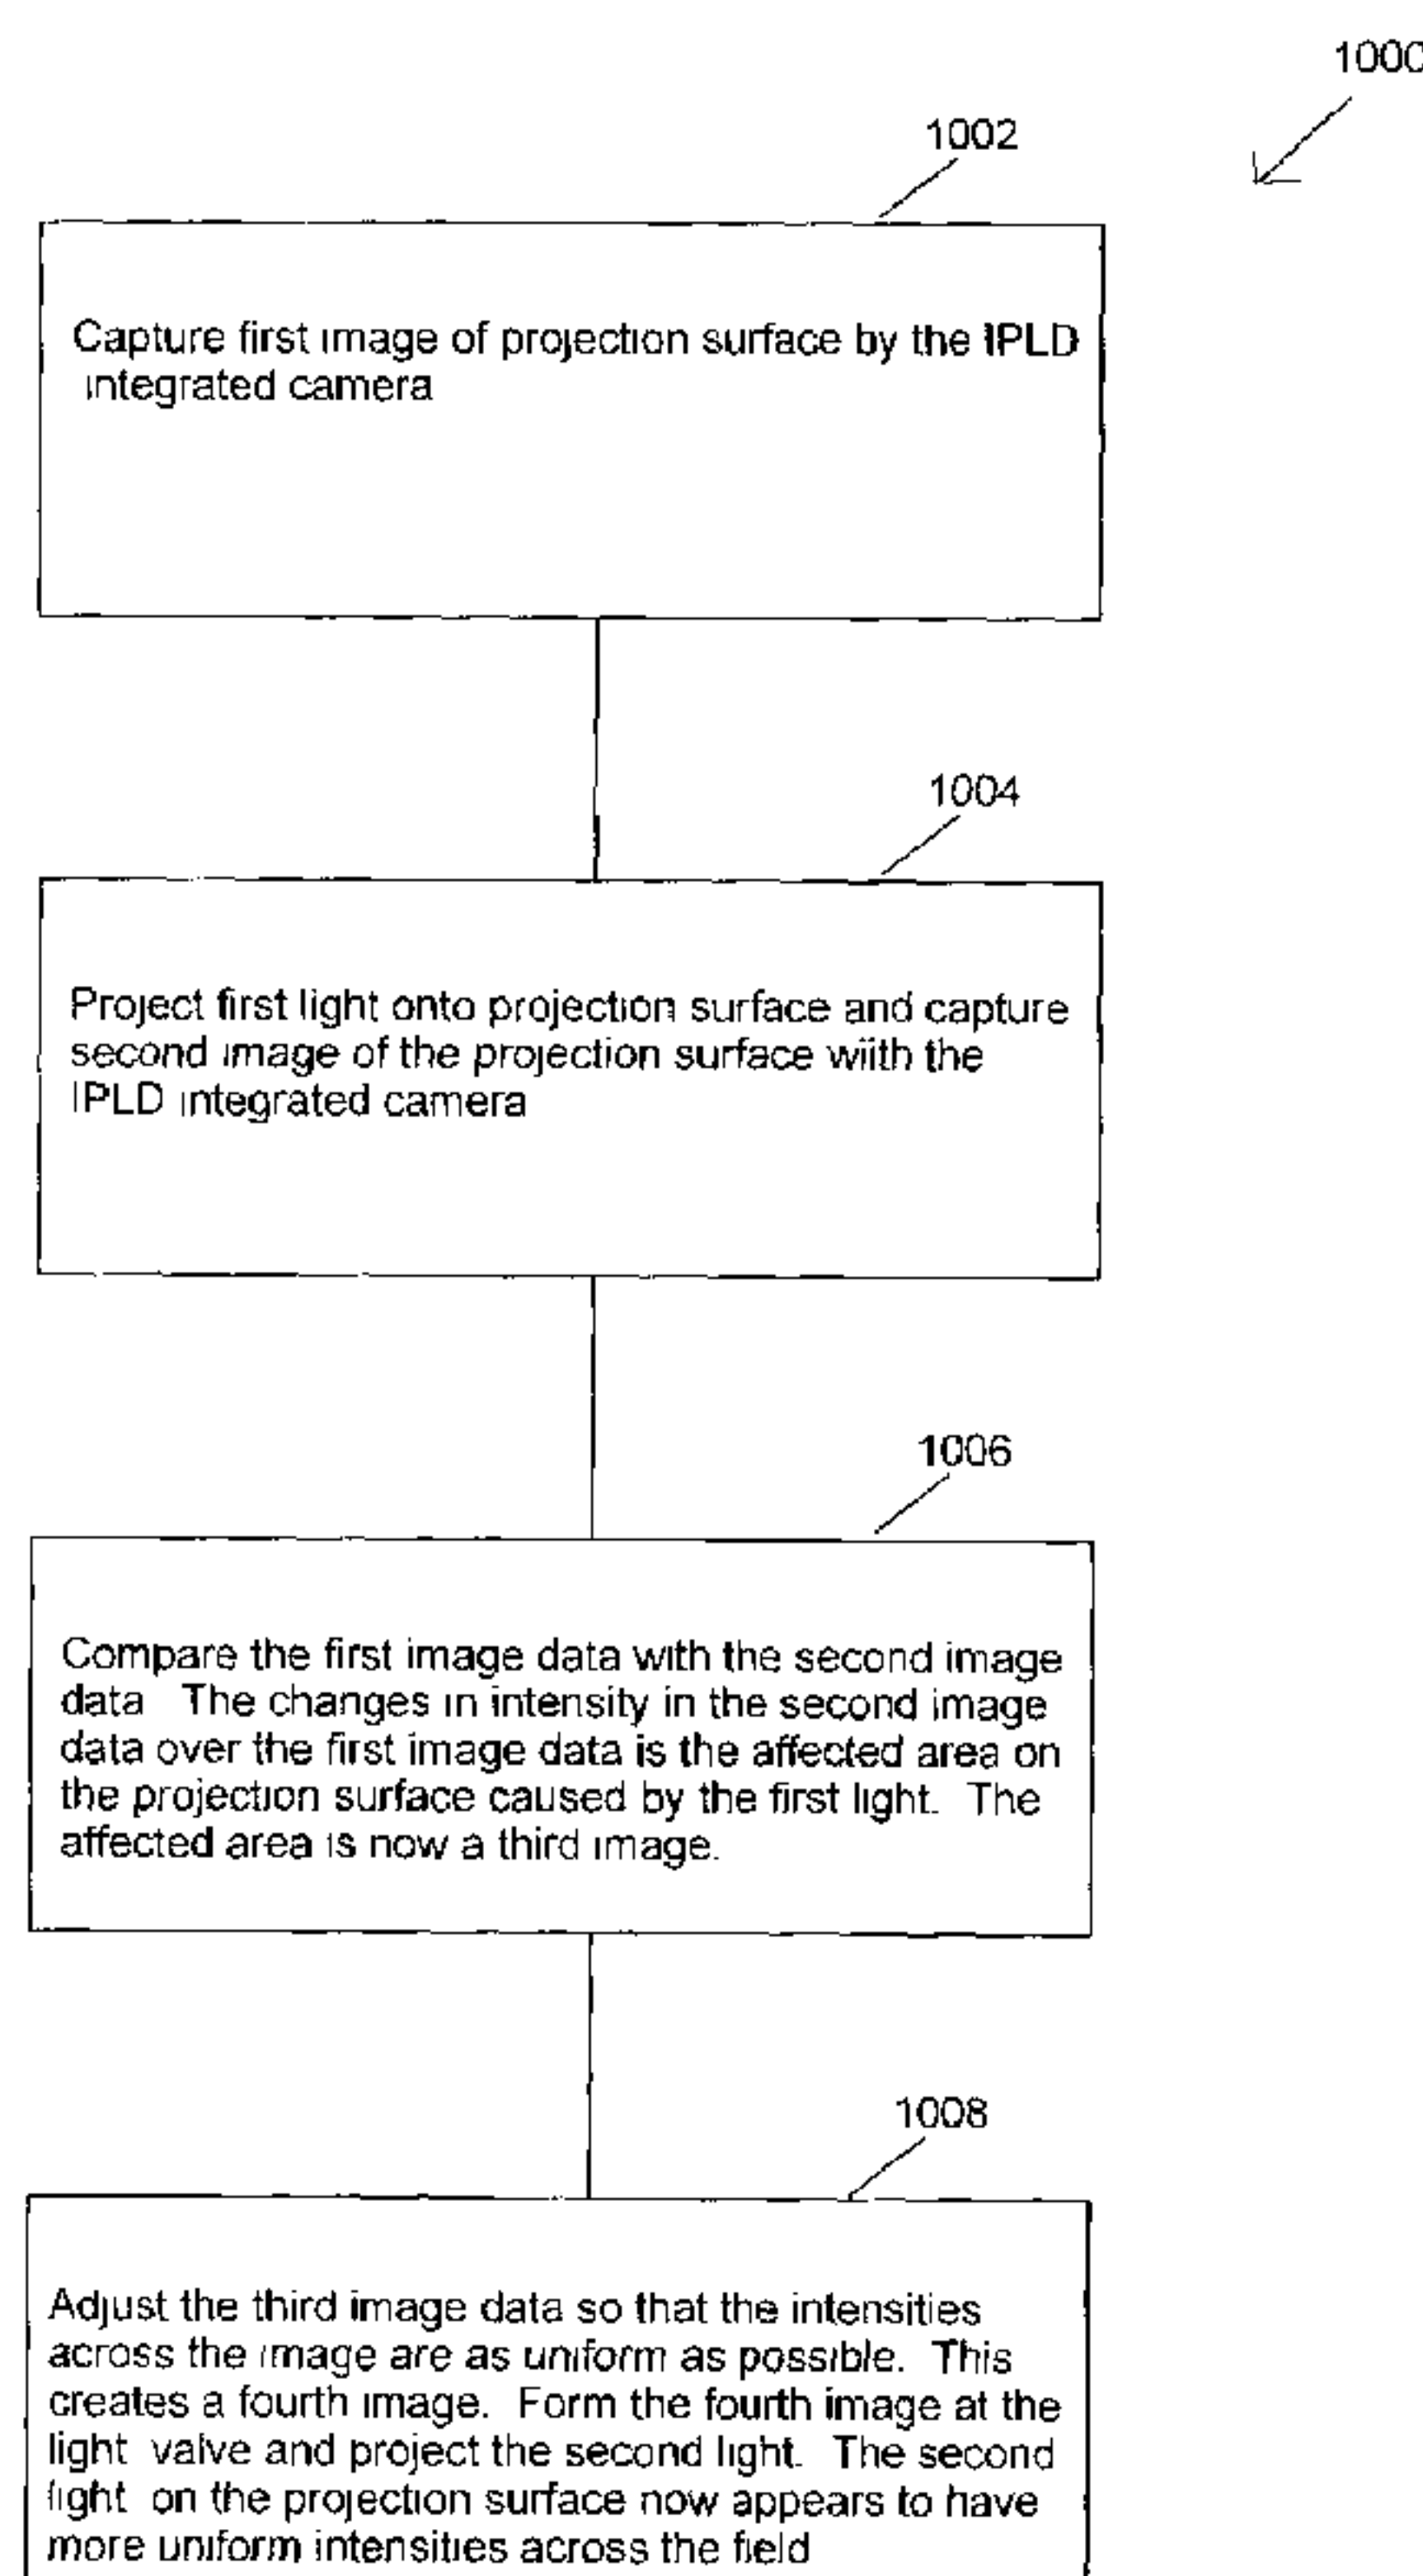 1000
1002
Capture first image of projection surface by the IPLD
integrated camera
1004
Project first light onto projection surface and capture
second image of the projection surface wiith the
IPLD integrated camera
1006
Compare the first image data with the second image
data The changes in intensity in the second image
data over the first image data is the affected area on
the projection surface caused by the first light. The
affected area is now a third image.
1008
Adjust the third image data so that the intensities
across the image are as uniform as possible. This
creates a fourth image. Form the fourth image at the
light valve and project the second light. The second
light on the projection surface now appears to have
more uniform intensities across the field